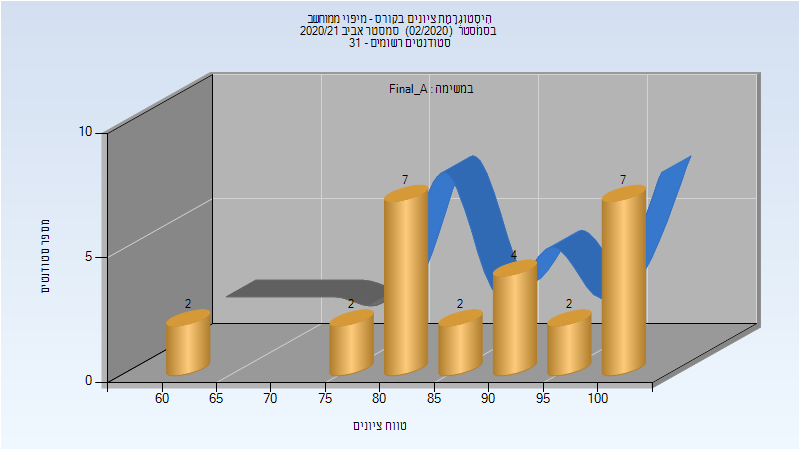 היסטוגרמת ציונים בקורס - מיפוי ממוחשב
בסמסטר (02/2020) סמסטר אביב 2020/21
סטודנטים רשומים - 31
במשימה : Final_A
10
5
0
מספר סטודנטים
2
2
7
2
4
2
7
60 65 70 75 80 85 90 95 100
טווח ציונים